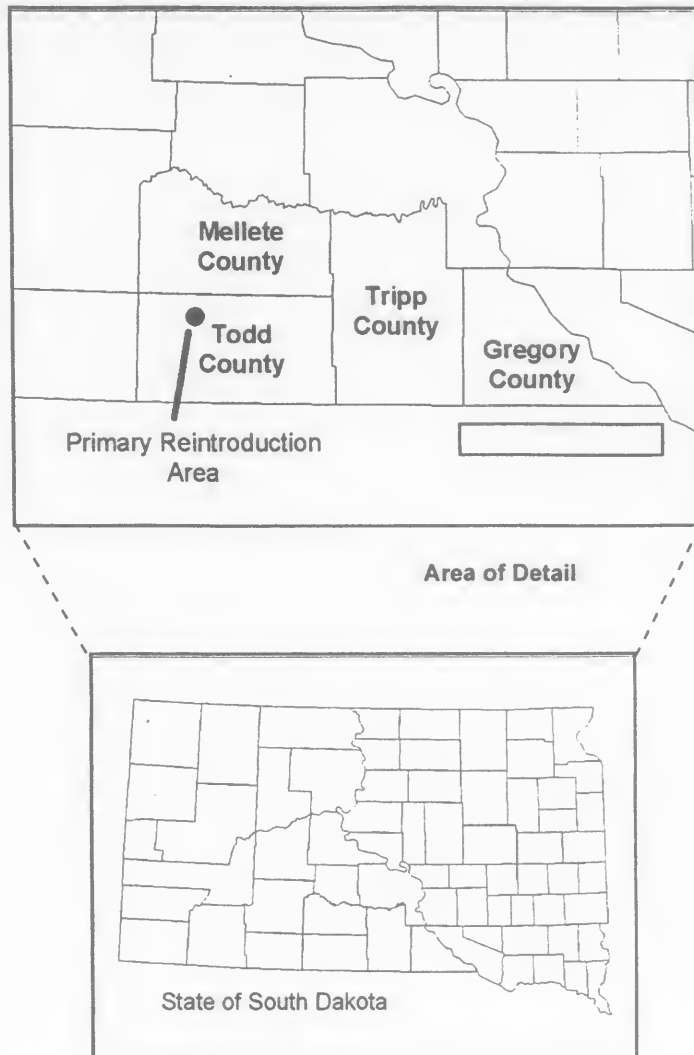 Mellete
County
Todd
County
Tripp
County
Gregory
County
Primary Reintroduction
Area
Area of Detail
State of South Dakota